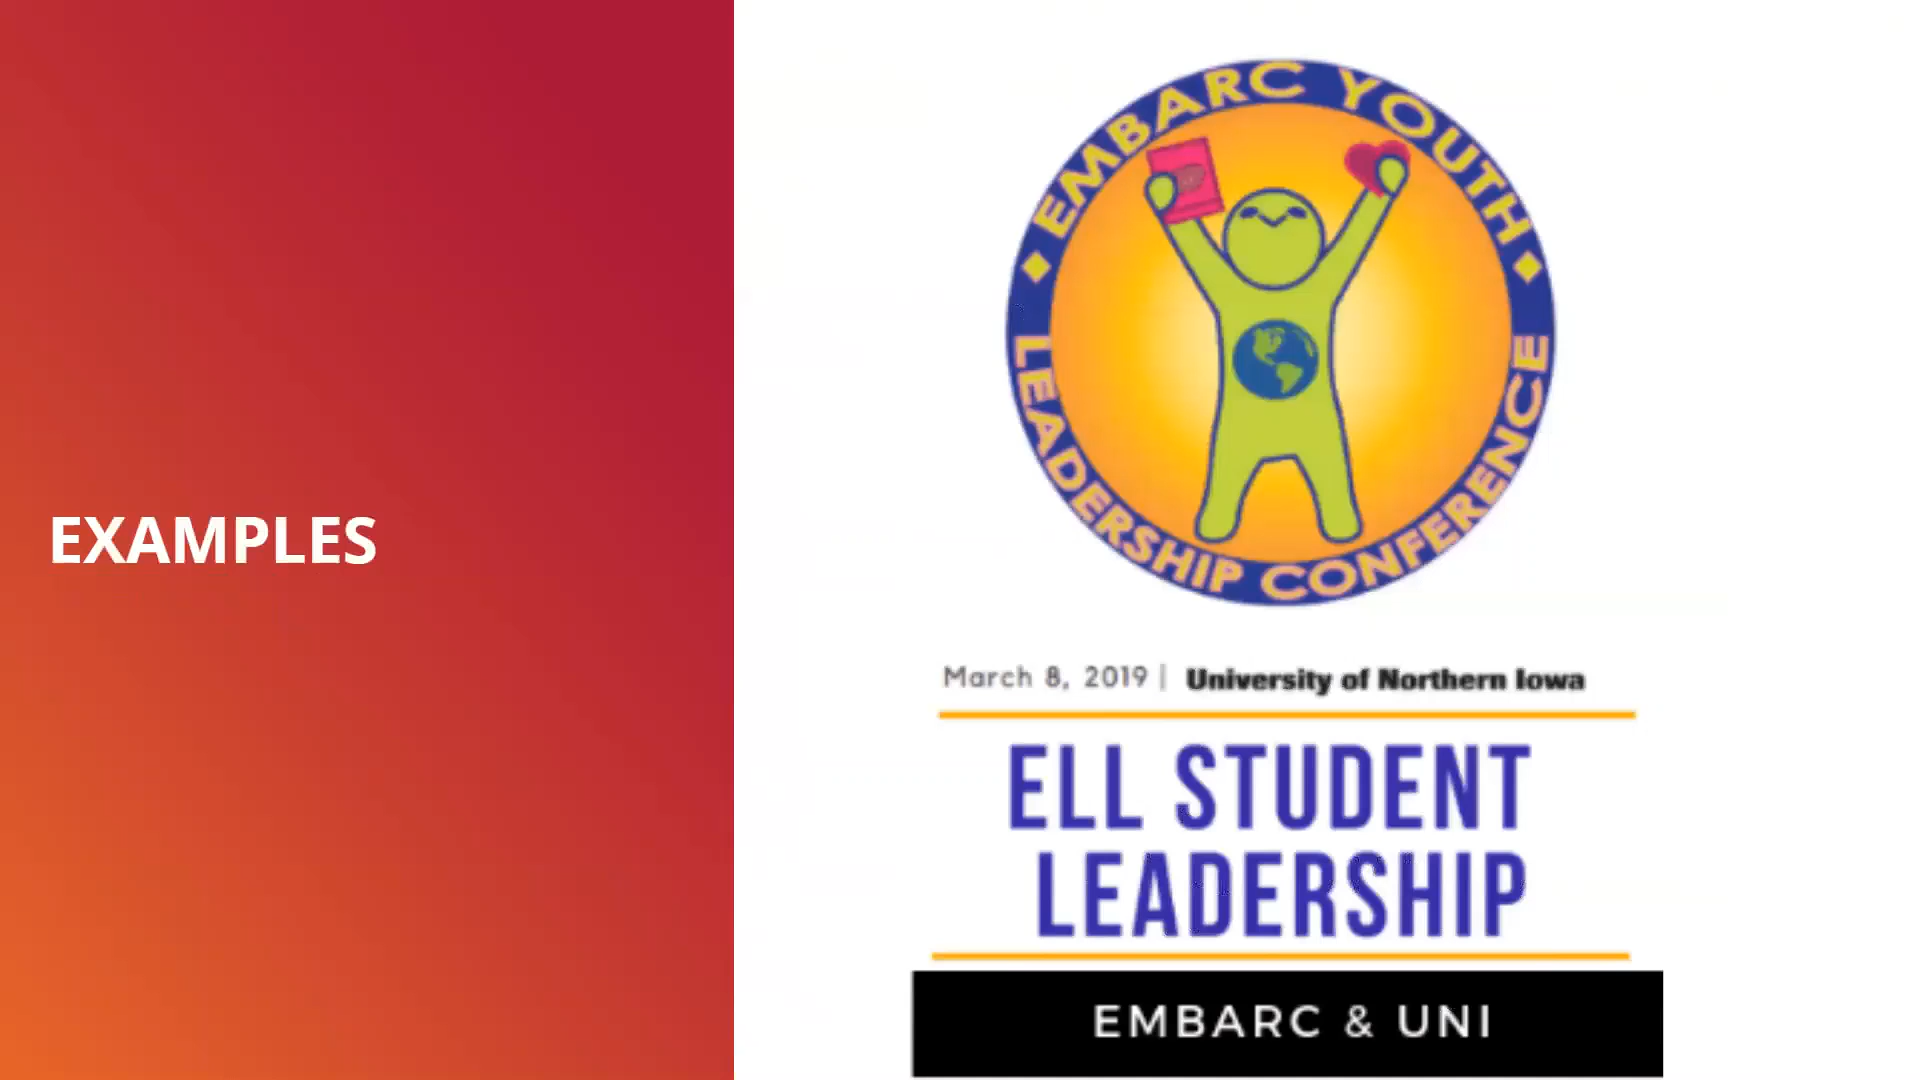 EXAMPLES
EMBARC YOUTH
LEADERSHIP CONFERENCE
March 8, 2019 | University of Northern Iowa
ELL STUDENT
LEADERSHIP
EMBARC & UNI